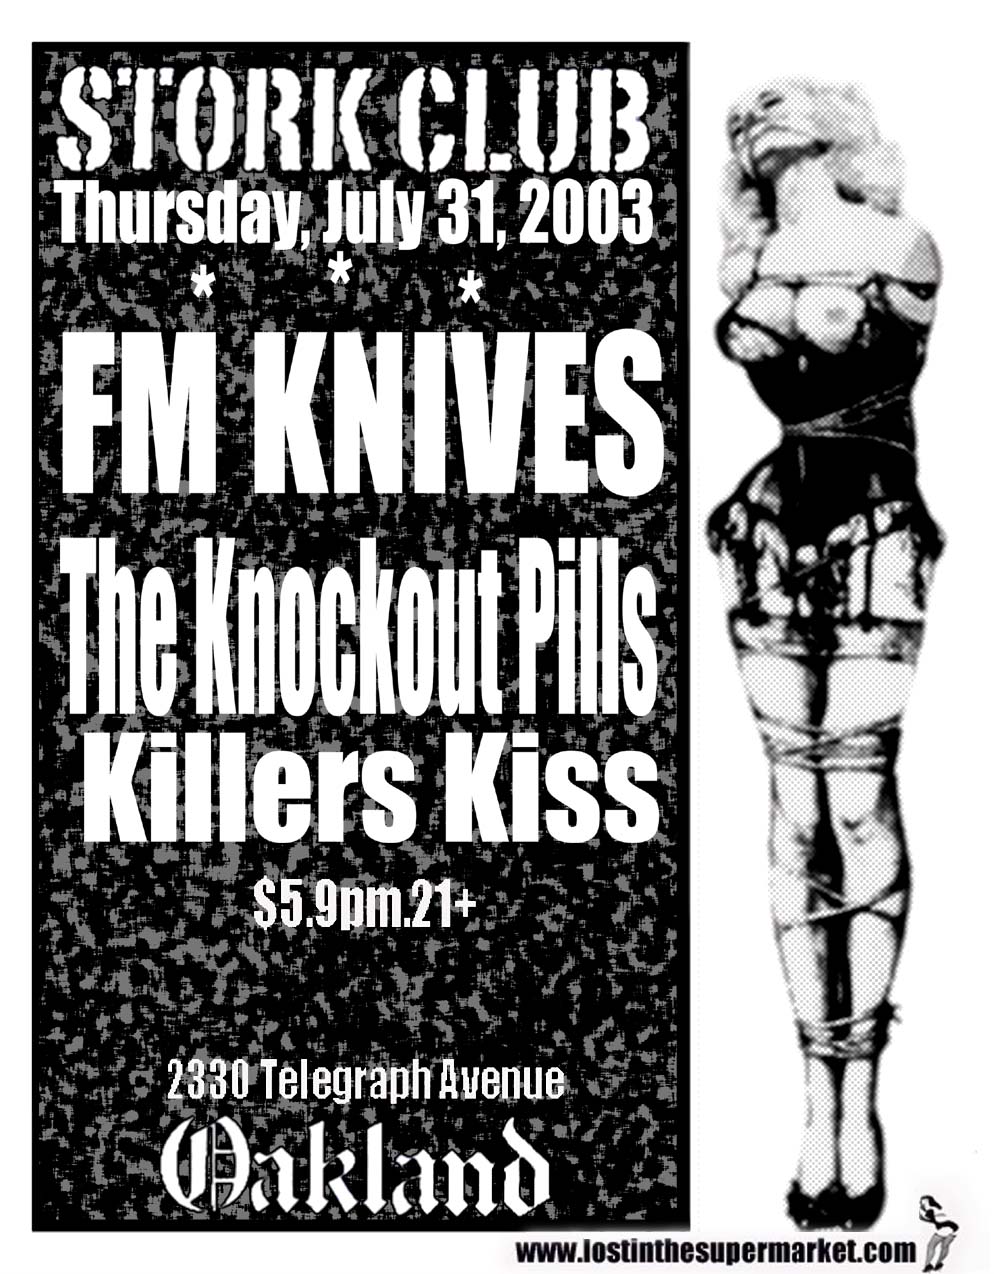 STORK CLUB
Thursday, July 31, 2003
* * *
FM KNIVES
The Knockout Pills
Killers Kiss
$5.9pm.21+
2330 Telegraph Avenue
Oakland
www.lostinthesupermarket.com